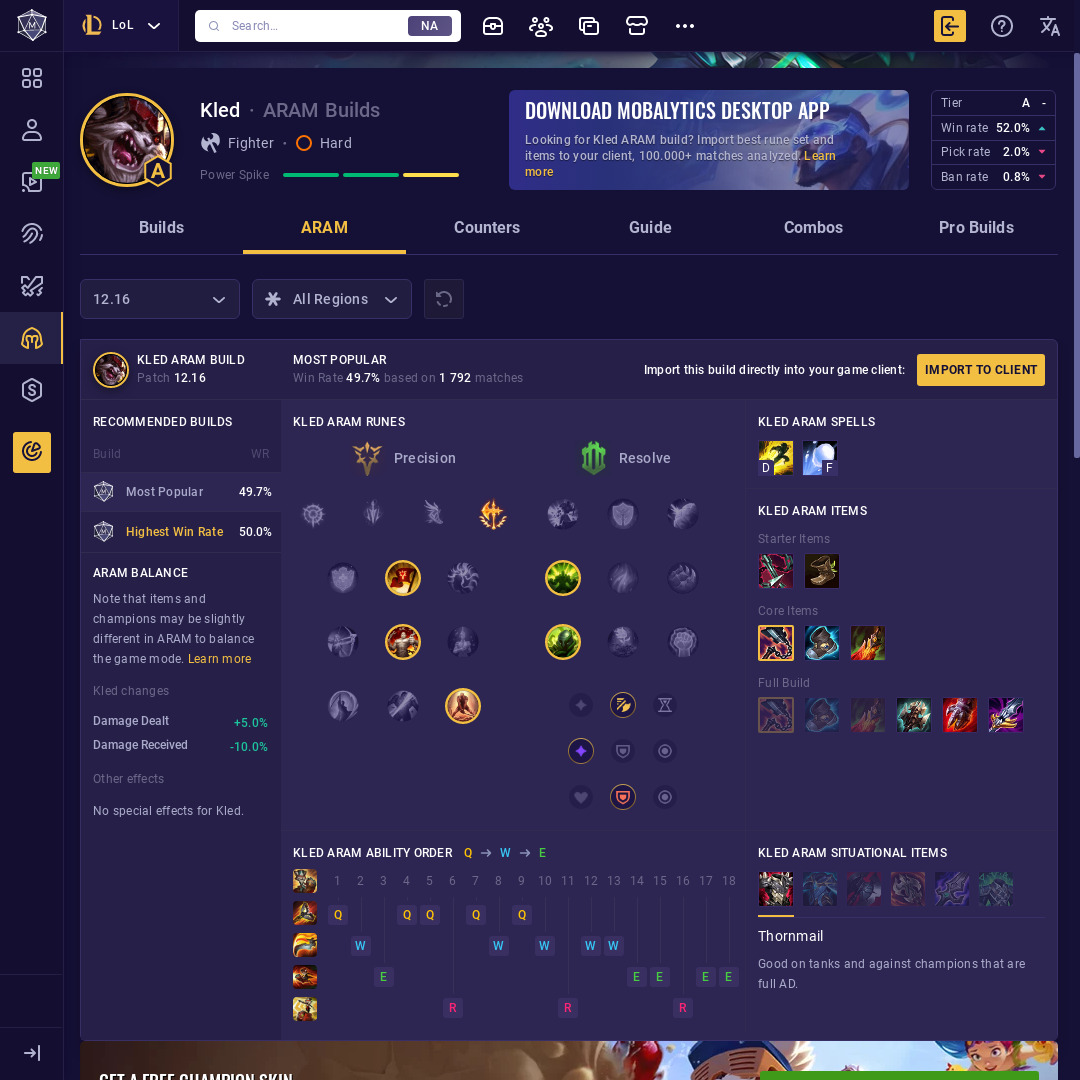 LoL
Search...
NA
NEW
Kled · ARAM Builds
Fighter · Hard
Power Spike
A
DOWNLOAD MOBALYTICS DESKTOP APP
Looking for Kled ARAM build? Import best rune set and
items to your client, 100.000+ matches analyzed. Learn
more
Tier A -
Win rate 52.0%
Pick rate 2.0%
Ban rate 0.8%
Builds ARAM Counters Guide Combos Pro Builds
12.16
All Regions
KLED ARAM BUILD
Patch 12.16
MOST POPULAR
Win Rate 49.7% based on 1 792 matches
Import this build directly into your game client:
IMPORT TO CLIENT
RECOMMENDED BUILDS
Build WR
Most Popular 49.7%
Highest Win Rate 50.0%
ARAM BALANCE
Note that items and
champions may be slightly
different in ARAM to balance
the game mode. Learn more
Kled changes
Damage Dealt +5.0%
Damage Received -10.0%
Other effects
No special effects for Kled.
KLED ARAM RUNES
Precision
Resolve
KLED ARAM SPELLS
D F
KLED ARAM ITEMS
Starter Items
Core Items
Full Build
KLED ARAM ABILITY ORDER Q → W → E
1 2 3 4 5 6 7 8 9 10 11 12 13 14 15 16 17 18
Q Q Q Q Q
W W W W W
E E E E E
R R R
KLED ARAM SITUATIONAL ITEMS
Thornmail
Good on tanks and against champions that are
full AD.
GET A FREE CHAMPION SKIN